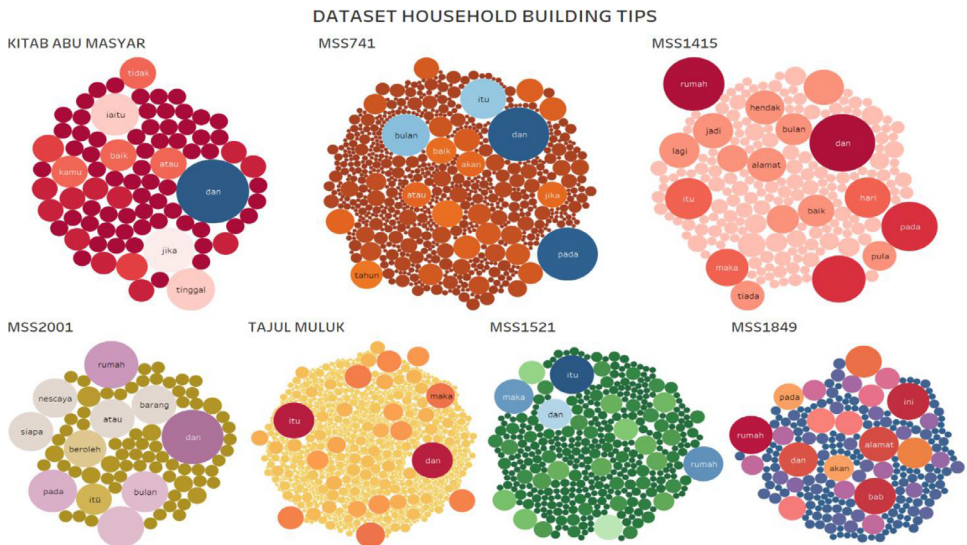 DATASET HOUSEHOLD BUILDING TIPS
KITAB ABU MASYAR
tidak
iaitu
baik
atau
kamu
dan
jika
tinggal
MSS741
itu
bulan
dan
baik
akan
atau
jika
pada
tahun
MSS1415
rumah
hendak
jadi
bulan
dan
lagi
alamat
itu
hari
baik
pada
maka
pula
tiada
MSS2001
rumah
nescaya
barang
atau
siapa
dan
beroleh
pada
itu
bulan
TAJUL MULUK
maka
itu
dan
MSS1521
itu
maka
dan
rumah
MSS1849
pada
ini
rumah
alamat
dan
akan
bab